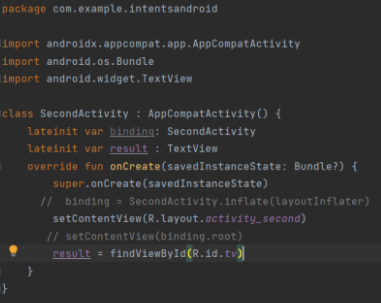 package com.example.intentsandroid
import androidx.appcompat.app.AppCompatActivity
import android.os.Bundle
import android.widget.TextView
class SecondActivity : AppCompatActivity() {
    lateinit var binding: SecondActivity
    lateinit var result : TextView
    override fun onCreate(savedInstanceState: Bundle?) {
        super.onCreate(savedInstanceState)
      //  binding = SecondActivity.inflate(layoutInflater)
        setContentView(R.layout.activity_second)
       // setContentView(binding.root)
        result = findViewById(R.id.tv)
    }
}